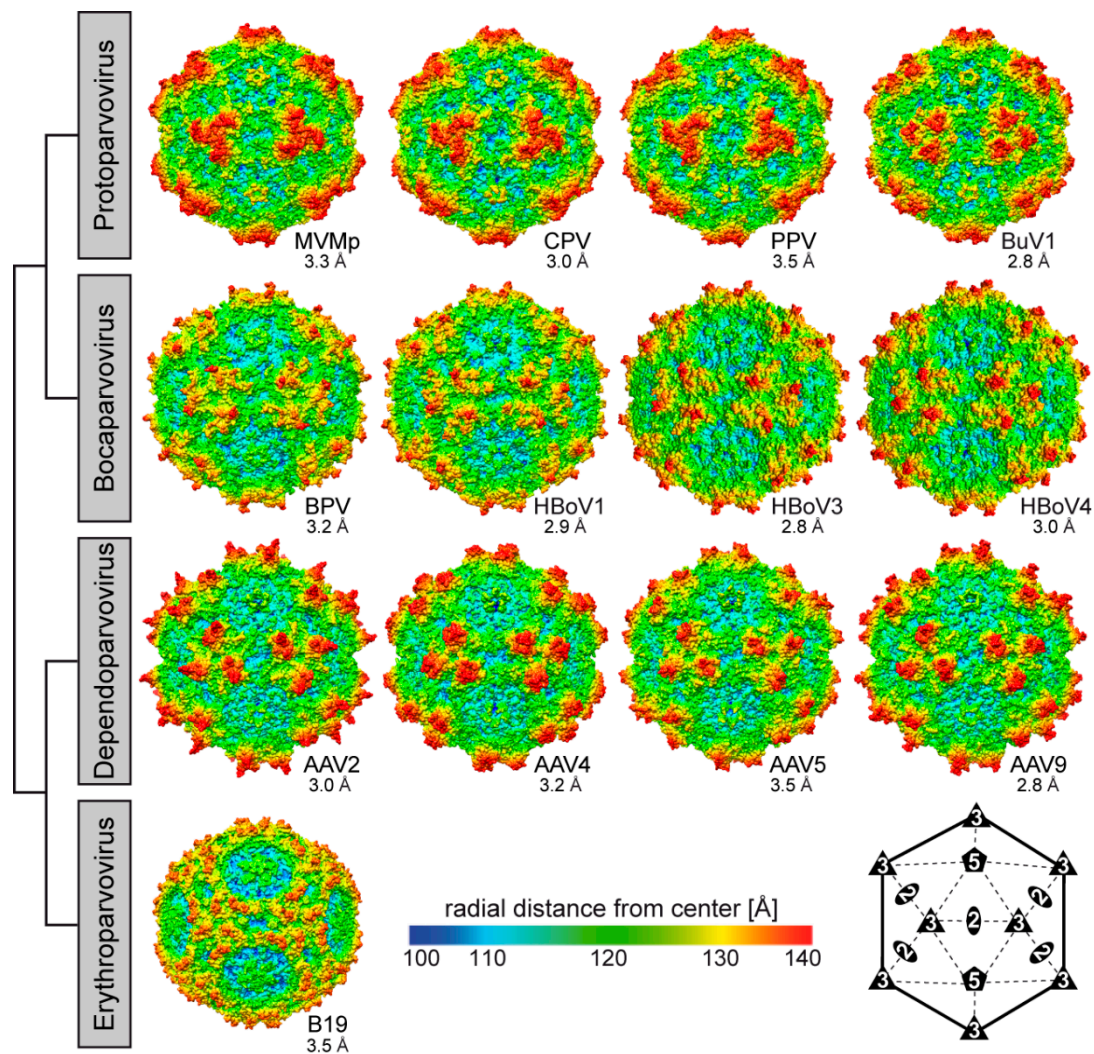 Protoparvovirus
MVMp
3.3 Å
CPV
3.0 Å
PPV
3.5 Å
BuV1
2.8 Å
Bocaparvovirus
BPV
3.2 Å
HBoV1
2.9 Å
HBoV3
2.8 Å
HBoV4
3.0 Å
Dependoparvovirus
AAV2
3.0 Å
AAV4
3.2 Å
AAV5
3.5 Å
AAV9
2.8 Å
Erythroparvovirus
B19
3.5 Å
radial distance from center [Å]
100 110 120 130 140
3
3 5 3
2 2
3 2 3
2 2
3 5 3
3